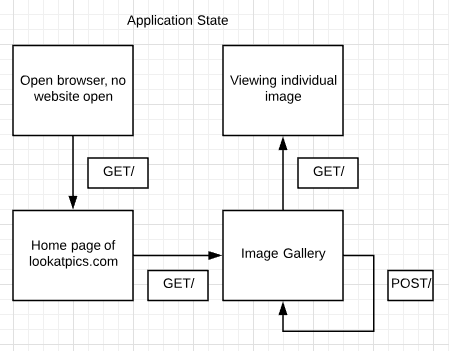 Application State
Open browser, no
website open
Viewing individual
image
GET/
GET/
Home page of
lookatpics.com
Image Gallery
GET/
POST/